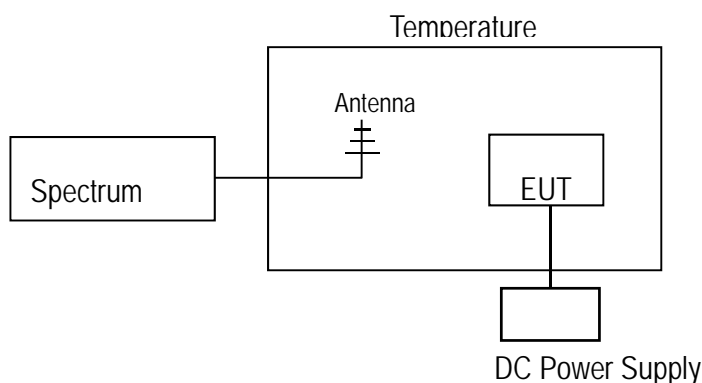 Temperature
Antenna
Spectrum
EUT
DC Power Supply